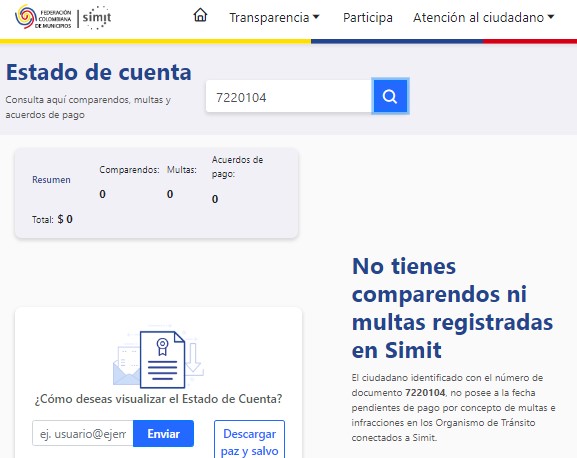 FEDERACIÓN
COLOMBIANA
DE MUNICIPIOS
simit
Transparencia
Participa
Atención al ciudadano
Estado de cuenta
Consulta aquí comparendos, multas y
acuerdos de pago
7220104
Resumen
Comparendos:
0
Multas:
0
Acuerdos de
pago:
0
Total: $ 0
No tienes
comparendos ni
multas registradas
en Simit
El ciudadano identificado con el número de
documento 7220104, no posee a la fecha
pendientes de pago por concepto de multas e
infracciones en los Organismo de Tránsito
conectados a Simit.
¿Cómo deseas visualizar el Estado de Cuenta?
ej. usuario@ejem
Enviar
Descargar
paz y salvo